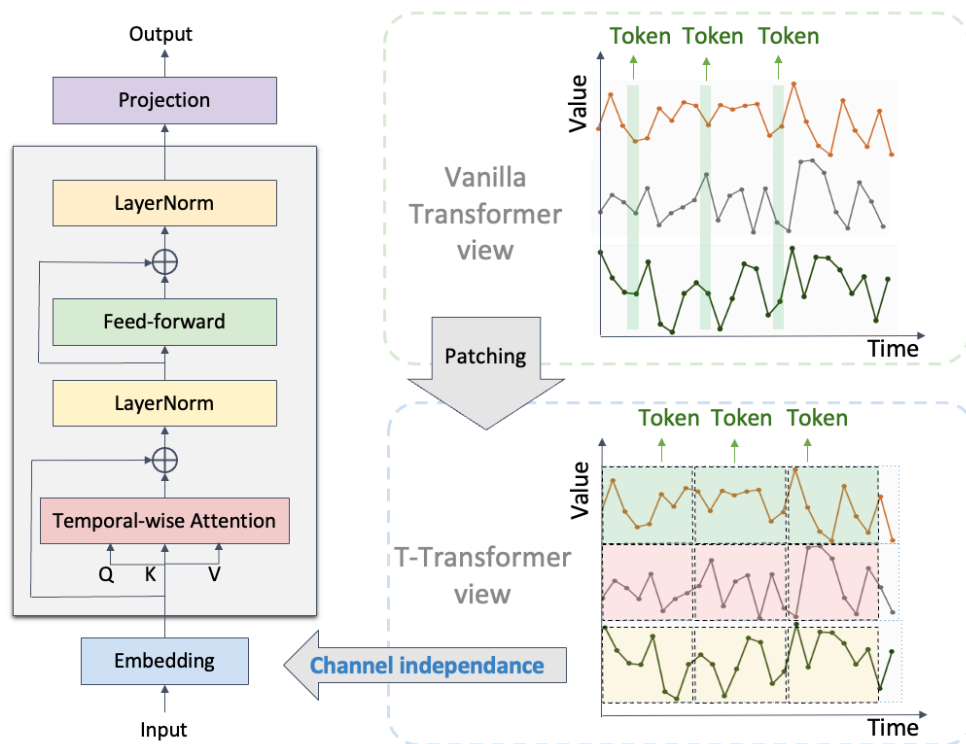 Output
Projection
LayerNorm
Feed-forward
LayerNorm
Temporal-wise Attention
Q K V
Embedding
Input
Token Token Token
Value
Vanilla
Transformer
view
Time
Patching
Token Token Token
Value
T-Transformer
view
Channel independance
Time